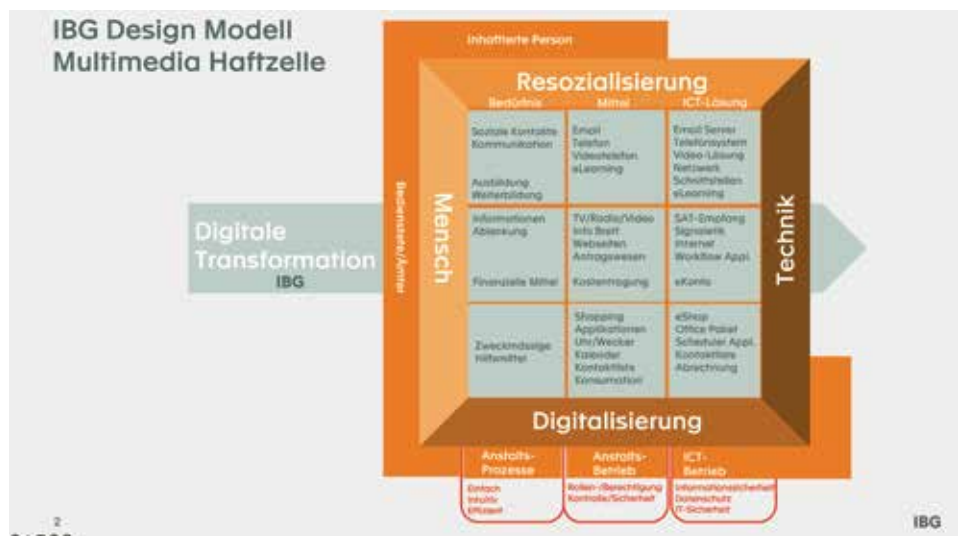 IBG Design Modell
Multimedia Haftzelle
Inhaftierte Person
Resozialisierung
Bedürfnis
Mittel
ICT-Lösung
Soziale Kontakte
Kommunikation
Ausbildung
Weiterbildung
Email
Telefon
Videotelefon
eLearning
Email Server
Telefonsystem
Video-Lösung
Netzwerk
Schnittstellen
eLearning
Bedienstete/Ämter
Mensch
Technik
Digitale
Transformation
IBG
Informationen
Ablenkung
Finanzielle Mittel
TV/Radio/Video
Info Brett
Webseiten
Antragswesen
Kostentragung
SAT-Empfang
Signaletik
Internet
Workflow Appl.
eKonto
Zweckmässige
Hilfsmittel
Shopping
Applikationen
Uhr/Wecker
Kalender
Kontaktliste
Konsumation
eShop
Office Paket
Scheduler Appl.
Kontaktliste
Abrechnung
Digitalisierung
Anstalts-
Prozesse
Anstalts-
Betrieb
ICT-
Betrieb
Einfach
Intuitiv
Effizient
Rollen-/Berechtigung
Kontrolle/Sicherheit
Informationssicherheit
Datenschutz
IT-Sicherheit
2
IBG